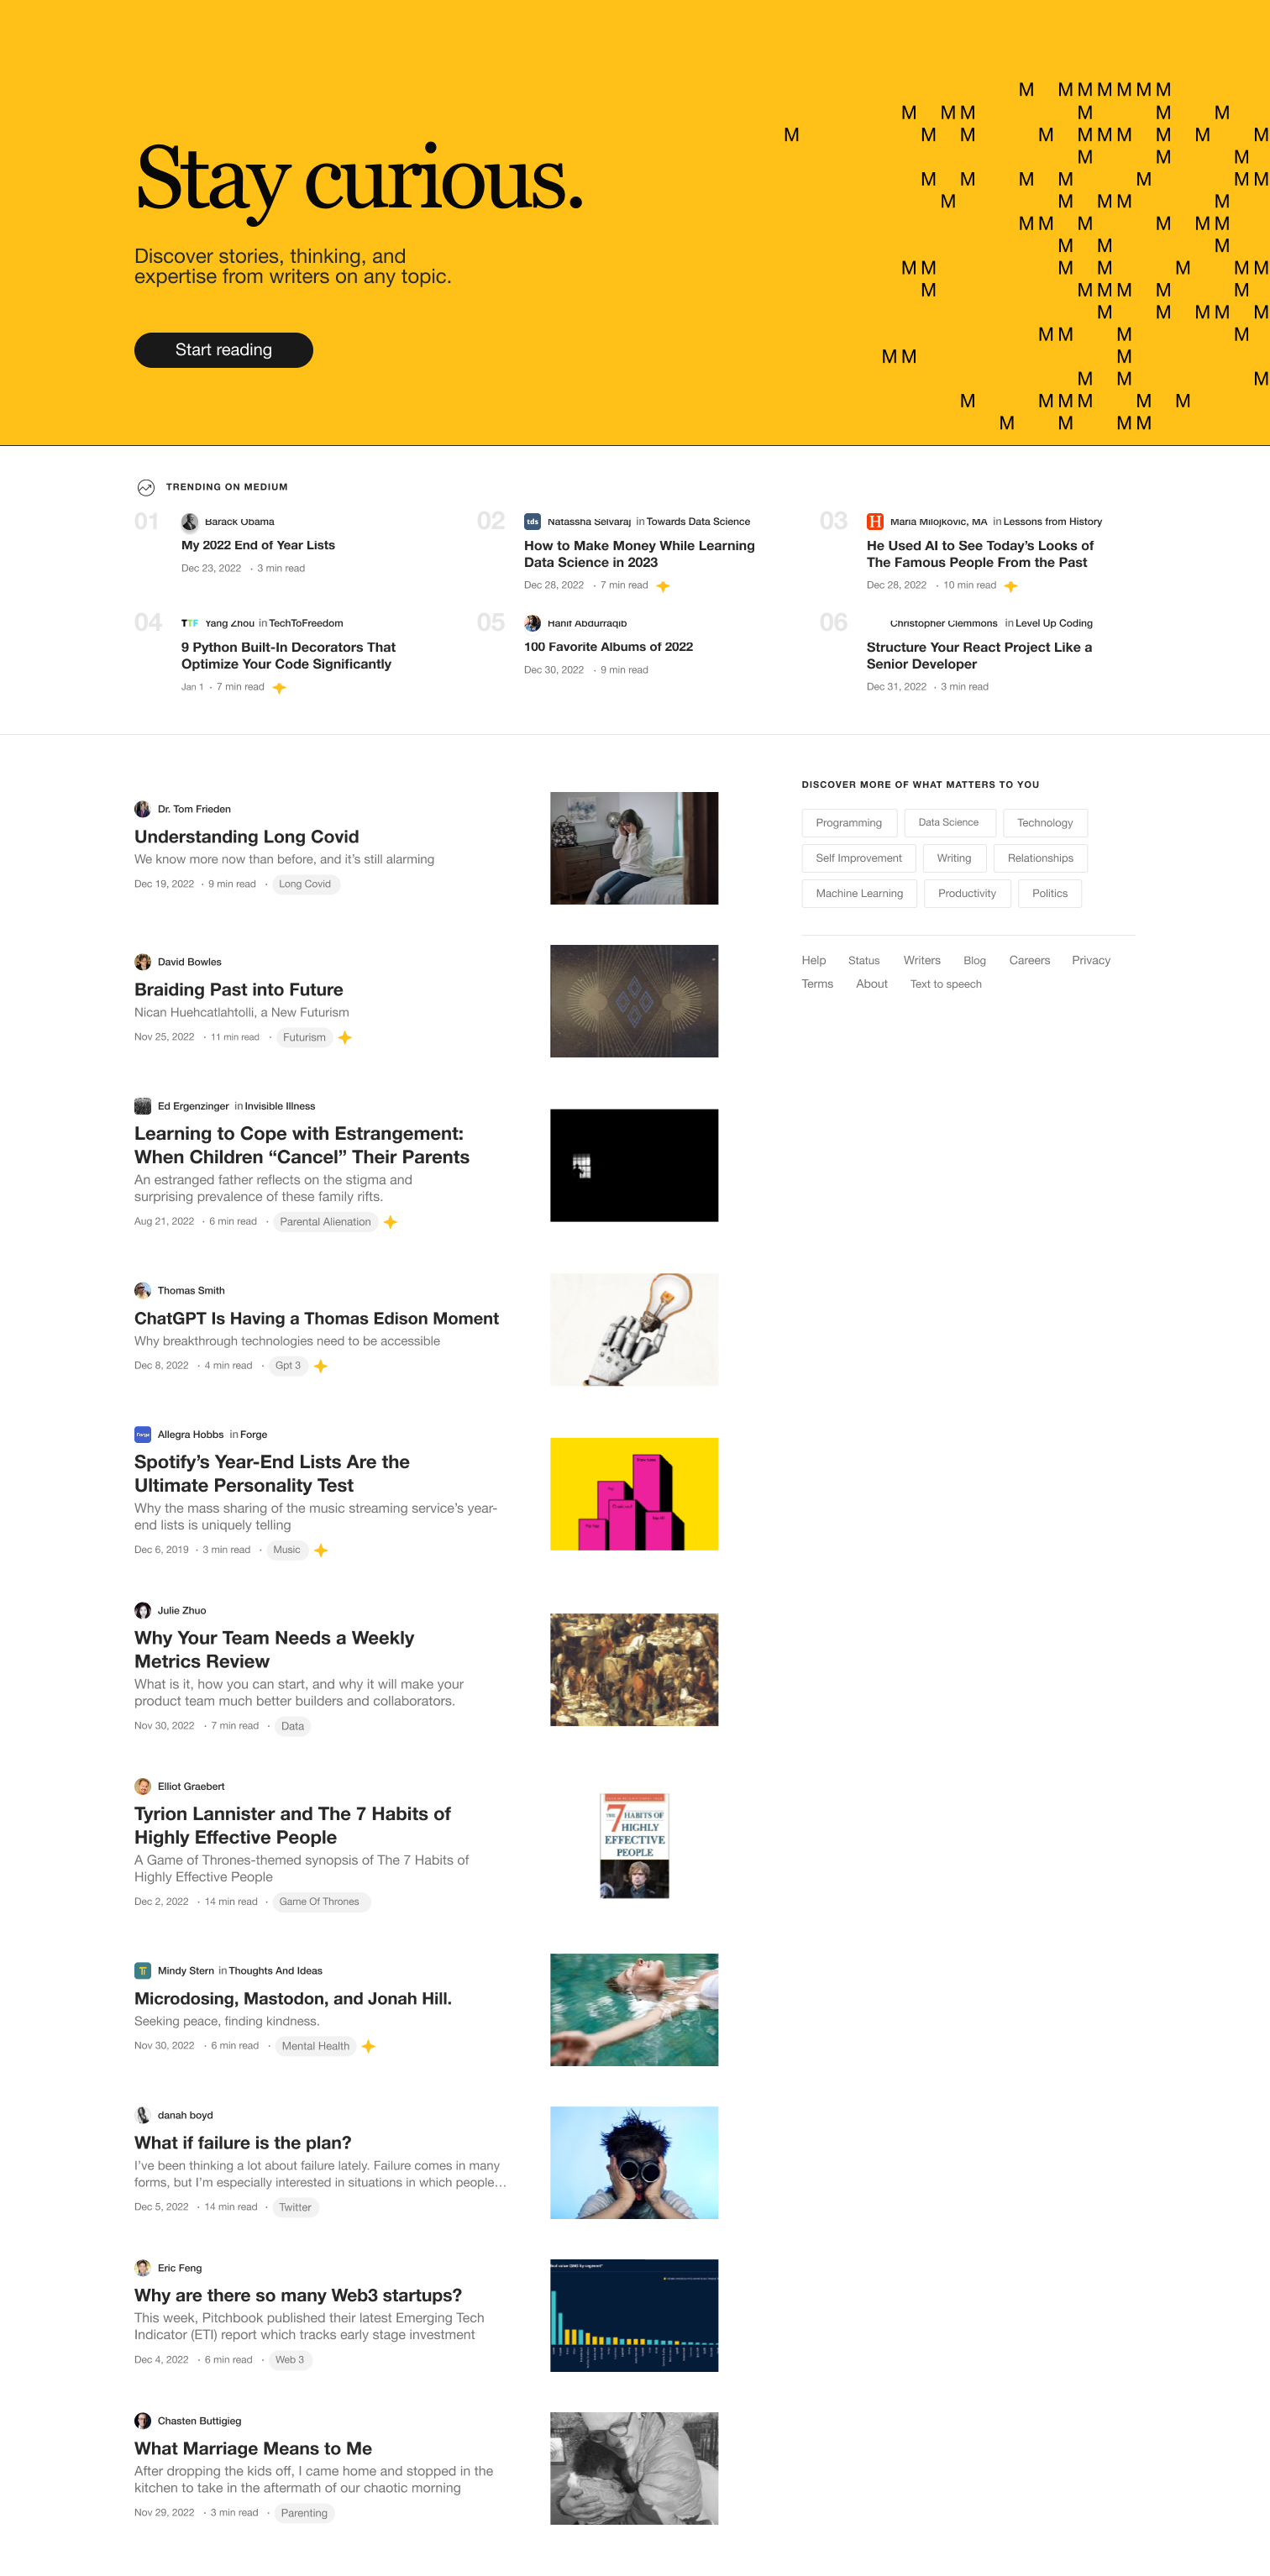 Stay curious.
Discover stories, thinking, and
expertise from writers on any topic.
Start reading
M M M M M M M
M M M M M M
M M M M M M M M M M
M M M
M M M M M M M
M M M M
M M M M M M
M M M
M M M M M M M
M M M M M M
M M M M M
M M M M
M M M
M M M
M M M M M M
M M M M
TRENDING ON MEDIUM
01 Barack Obama
My 2022 End of Year Lists
Dec 23, 2022 · 3 min read
02 tds Natassha Selvaraj in Towards Data Science
How to Make Money While Learning
Data Science in 2023
Dec 28, 2022 · 7 min read
03 H Maria Milojkovic, MA in Lessons from History
He Used AI to See Today’s Looks of
The Famous People From the Past
Dec 28, 2022 · 10 min read
04 TTF Yang Zhou in TechToFreedom
9 Python Built-In Decorators That
Optimize Your Code Significantly
Jan 1 · 7 min read
05 Hanif Abdurraqib
100 Favorite Albums of 2022
Dec 30, 2022 · 9 min read
06 Christopher Clemmons in Level Up Coding
Structure Your React Project Like a
Senior Developer
Dec 31, 2022 · 3 min read
Dr. Tom Frieden
Understanding Long Covid
We know more now than before, and it’s still alarming
Dec 19, 2022 · 9 min read · Long Covid
David Bowles
Braiding Past into Future
Nican Huehcatlahtolli, a New Futurism
Nov 25, 2022 · 11 min read · Futurism
Ed Ergenzinger in Invisible Illness
Learning to Cope with Estrangement:
When Children “Cancel” Their Parents
An estranged father reflects on the stigma and
surprising prevalence of these family rifts.
Aug 21, 2022 · 6 min read · Parental Alienation
Thomas Smith
ChatGPT Is Having a Thomas Edison Moment
Why breakthrough technologies need to be accessible
Dec 8, 2022 · 4 min read · Gpt 3
Forge Allegra Hobbs in Forge
Spotify’s Year-End Lists Are the
Ultimate Personality Test
Why the mass sharing of the music streaming service’s year-
end lists is uniquely telling
Dec 6, 2019 · 3 min read · Music
Julie Zhuo
Why Your Team Needs a Weekly
Metrics Review
What is it, how you can start, and why it will make your
product team much better builders and collaborators.
Nov 30, 2022 · 7 min read · Data
Elliot Graebert
Tyrion Lannister and The 7 Habits of
Highly Effective People
A Game of Thrones-themed synopsis of The 7 Habits of
Highly Effective People
Dec 2, 2022 · 14 min read · Game Of Thrones
THE 7 HABITS OF
HIGHLY
EFFECTIVE
PEOPLE
Mindy Stern in Thoughts And Ideas
Microdosing, Mastodon, and Jonah Hill.
Seeking peace, finding kindness.
Nov 30, 2022 · 6 min read · Mental Health
danah boyd
What if failure is the plan?
I’ve been thinking a lot about failure lately. Failure comes in many
forms, but I’m especially interested in situations in which people…
Dec 5, 2022 · 14 min read · Twitter
Eric Feng
Why are there so many Web3 startups?
This week, Pitchbook published their latest Emerging Tech
Indicator (ETI) report which tracks early stage investment
Dec 4, 2022 · 6 min read · Web 3
Chasten Buttigieg
What Marriage Means to Me
After dropping the kids off, I came home and stopped in the
kitchen to take in the aftermath of our chaotic morning
Nov 29, 2022 · 3 min read · Parenting
DISCOVER MORE OF WHAT MATTERS TO YOU
Programming Data Science Technology
Self Improvement Writing Relationships
Machine Learning Productivity Politics
Help Status Writers Blog Careers Privacy
Terms About Text to speech